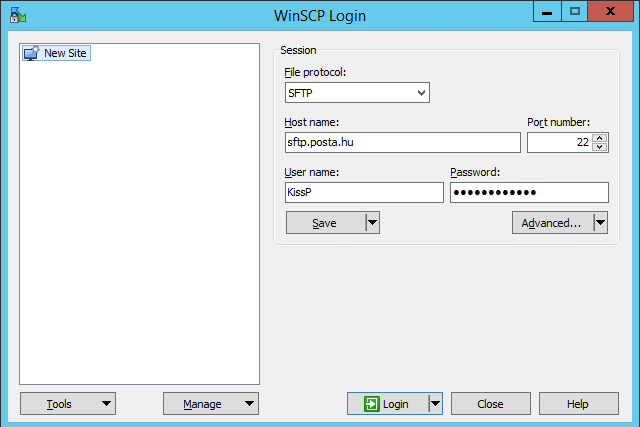 WinSCP Login
New Site
Session
File protocol:
SFTP
Host name:
Port number:
sftp.posta.hu
22
User name:
Password:
KissP
●●●●●●●●●●●●
Save
Advanced...
Tools
Manage
Login
Close
Help